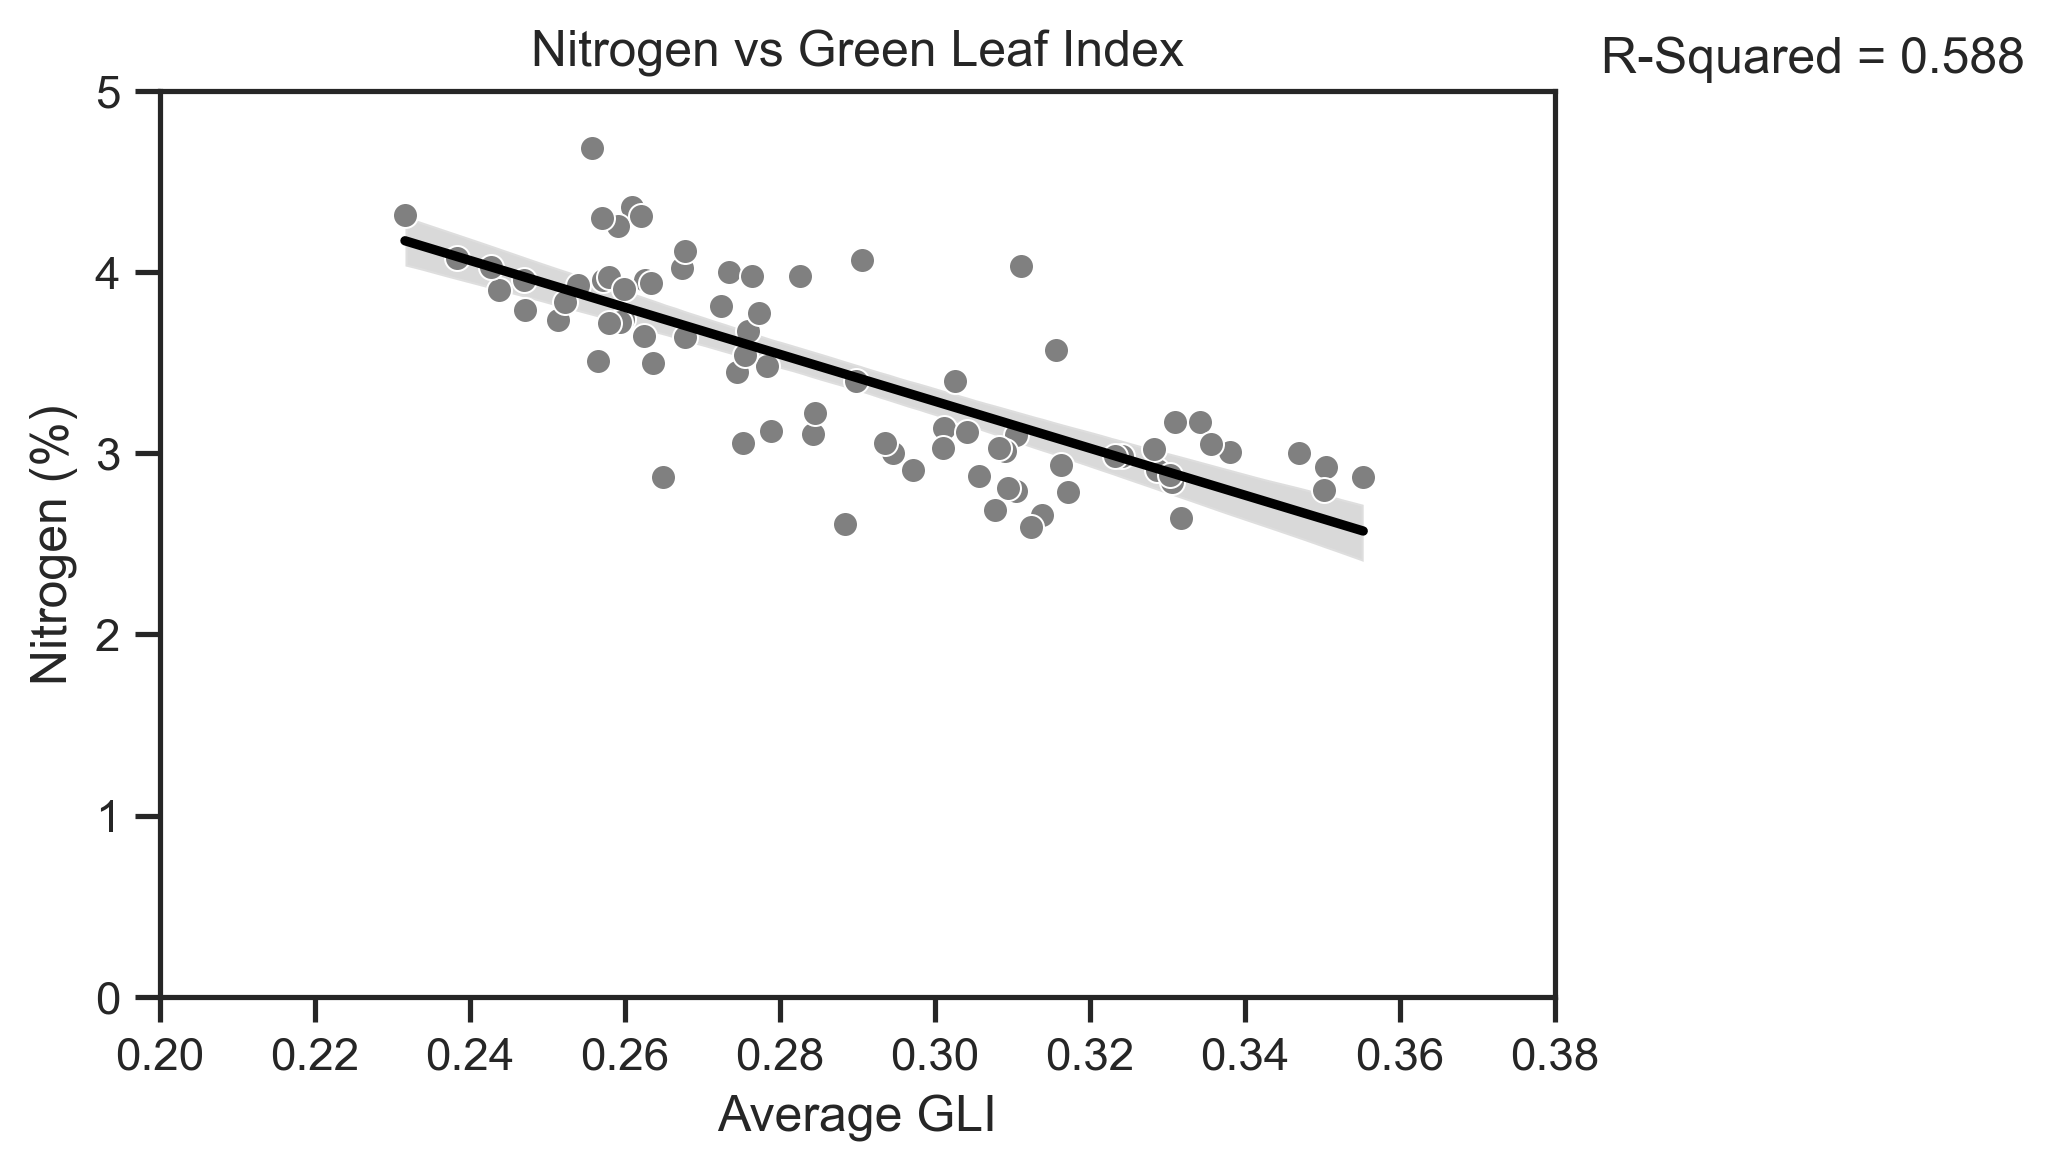 Nitrogen vs Green Leaf Index
R-Squared = 0.588
5
4
3
2
1
0
Nitrogen (%)
0.20 0.22 0.24 0.26 0.28 0.30 0.32 0.34 0.36 0.38
Average GLI